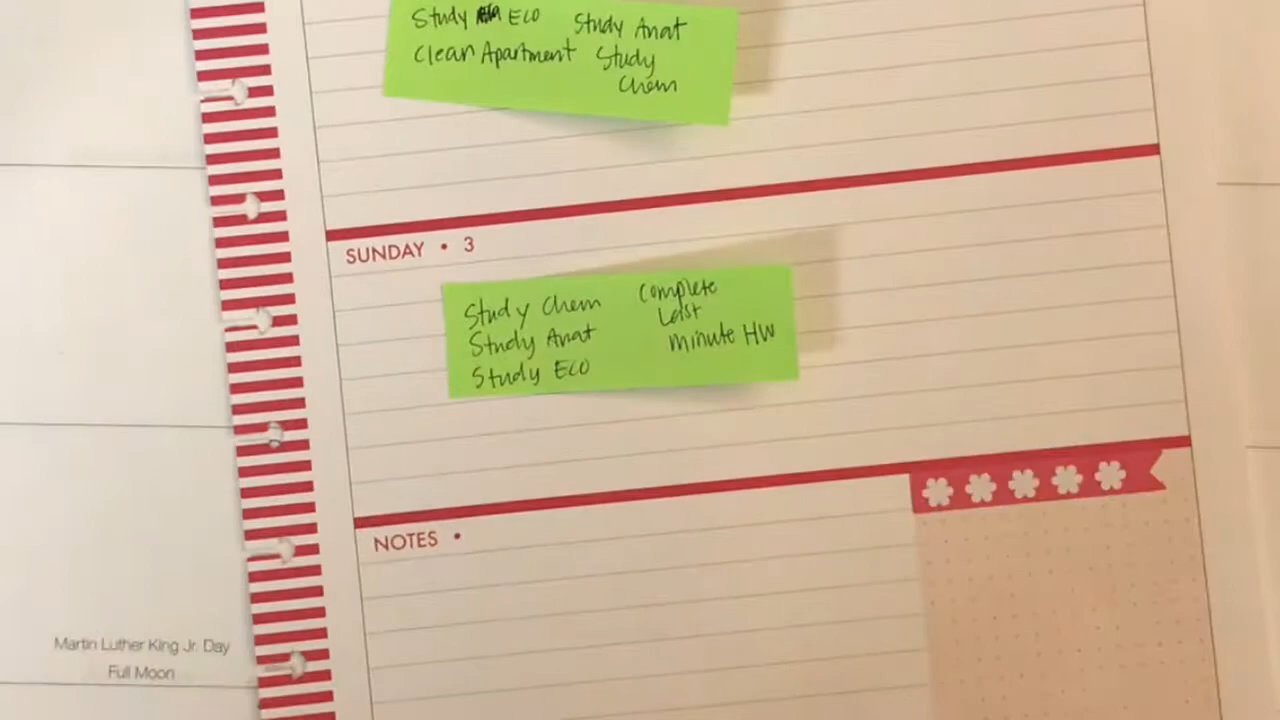 Study ECO
Clean Apartment
Study Anat
Study
Chem
SUNDAY • 3
Study Chem
Study Anat
Study ECO
Complete
Last
Minute HW
NOTES •
Martin Luther King Jr. Day
Full Moon